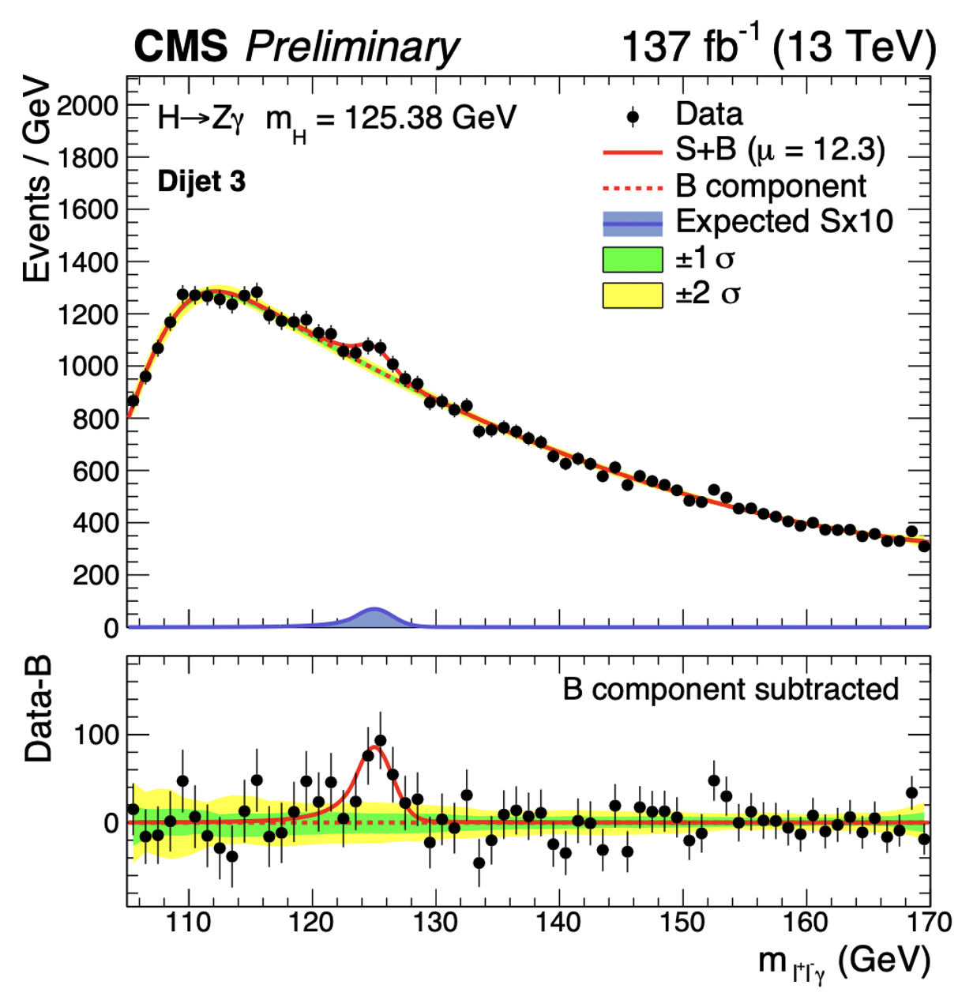 CMS Preliminary 137 fb⁻¹ (13 TeV)
Events / GeV
2000
1800
1600
1400
1200
1000
800
600
400
200
0
H→Zγ m_H = 125.38 GeV
Dijet 3
Data
S+B (μ = 12.3)
B component
Expected Sx10
±1 σ
±2 σ
Data-B
100
0
B component subtracted
110 120 130 140 150 160 170
m_l⁺l⁻γ (GeV)